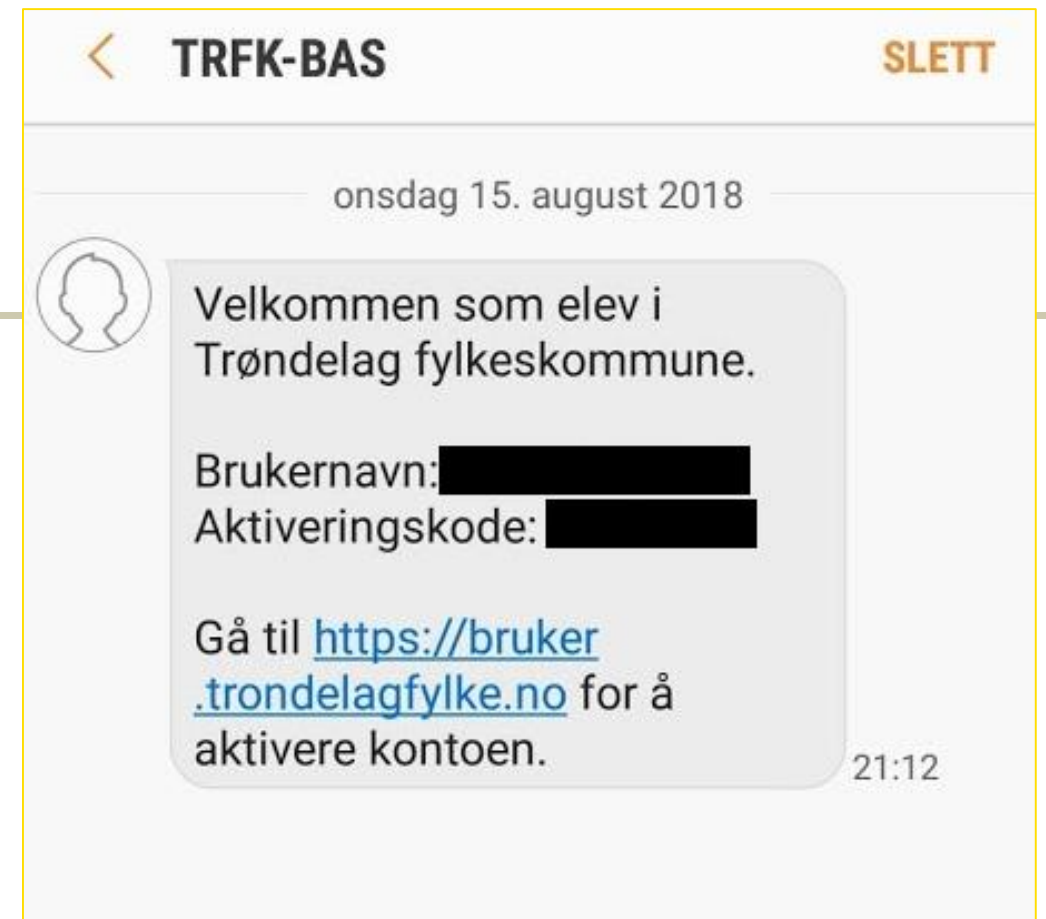 TRFK-BAS SLETT
onsdag 15. august 2018
Velkommen som elev i
Trøndelag fylkeskommune.
Brukernavn:
Aktiveringskode:
Gå til https://bruker
.trondelagfylke.no for å
aktivere kontoen.
21:12